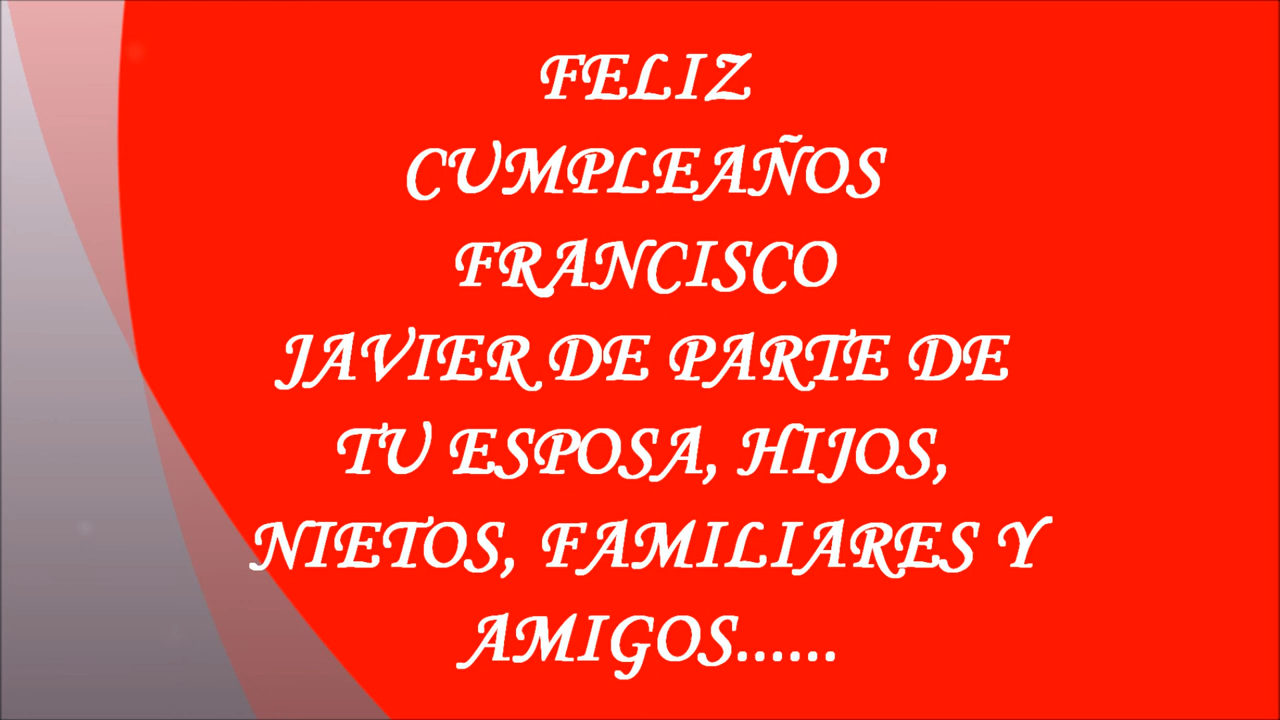 FELIZ
CUMPLEAÑOS
FRANCISCO
JAVIER DE PARTE DE
TU ESPOSA, HIJOS,
NIETOS, FAMILIARES Y
AMIGOS......